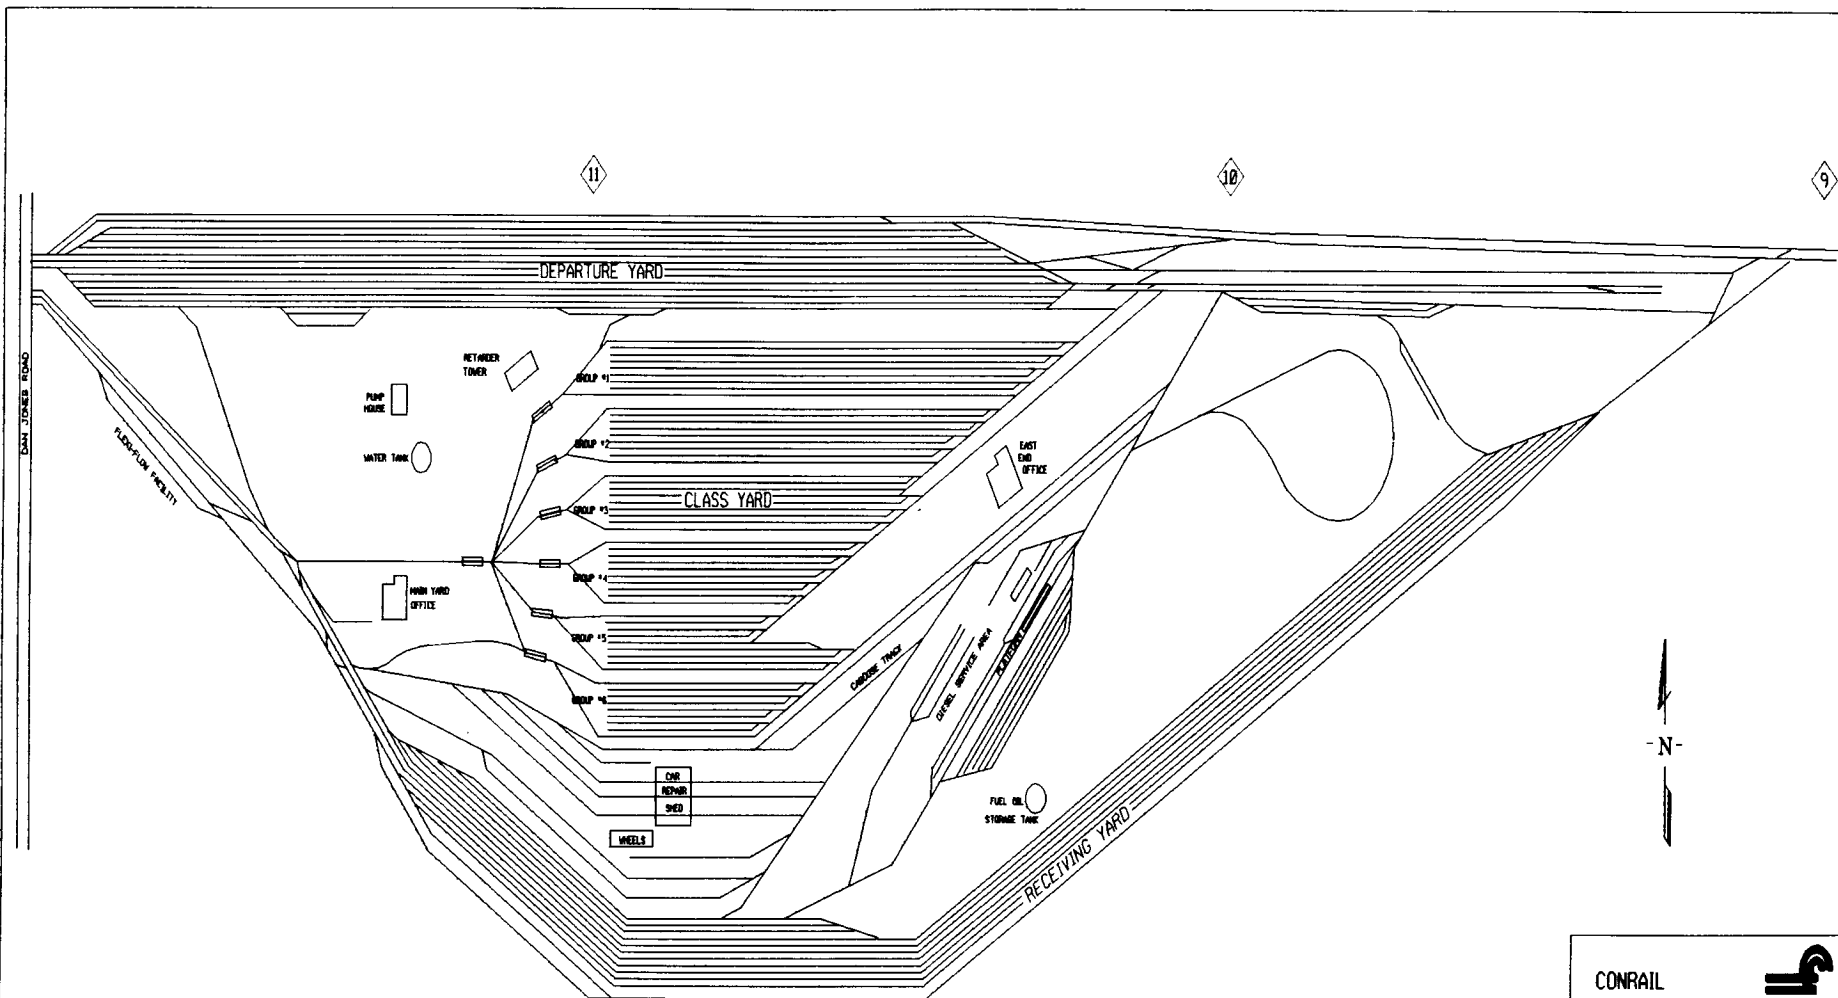 11
10
9
DEPARTURE YARD
DAN JONES ROAD
RETARDER
TOWER
GROUP #1
PUMP
HOUSE
GROUP #2
EAST
END
OFFICE
WATER TANK
FLEXI-FLOW FACILITY
CLASS YARD
GROUP #3
GROUP #4
MAIN YARD
OFFICE
GROUP #5
CABOOSE TRACK
DIESEL SERVICE AREA
PLATFORM
GROUP #6
-N-
CAR
REPAIR
SHED
WHEELS
FUEL OIL
STORAGE TANK
RECEIVING YARD
CONRAIL